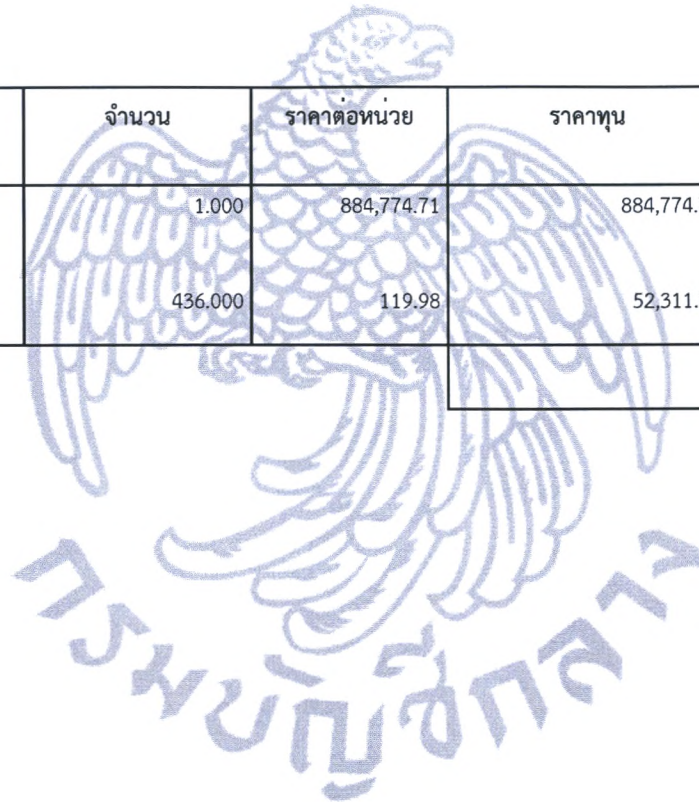 จำนวน ราคาต่อหน่วย ราคาทุน
1.000 884,774.71 884,774.
436.000 119.98 52,311.
กรมบัญชีกลาง